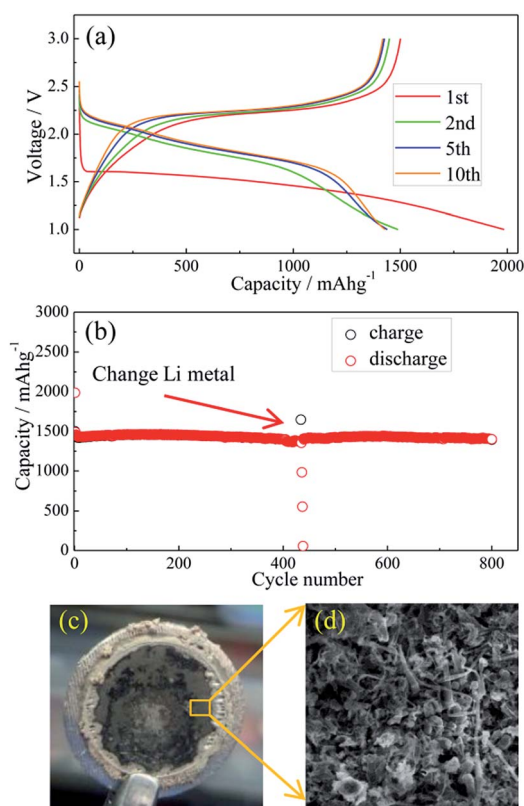 (a)
3.0
2.5
2.0
1.5
1.0
Voltage / V
1st
2nd
5th
10th
0 500 1000 1500 2000
Capacity / mAhg⁻¹
(b)
3000
2500
2000
1500
1000
500
0
Capacity / mAhg⁻¹
charge
discharge
Change Li metal
0 200 400 600 800
Cycle number
(c)
(d)